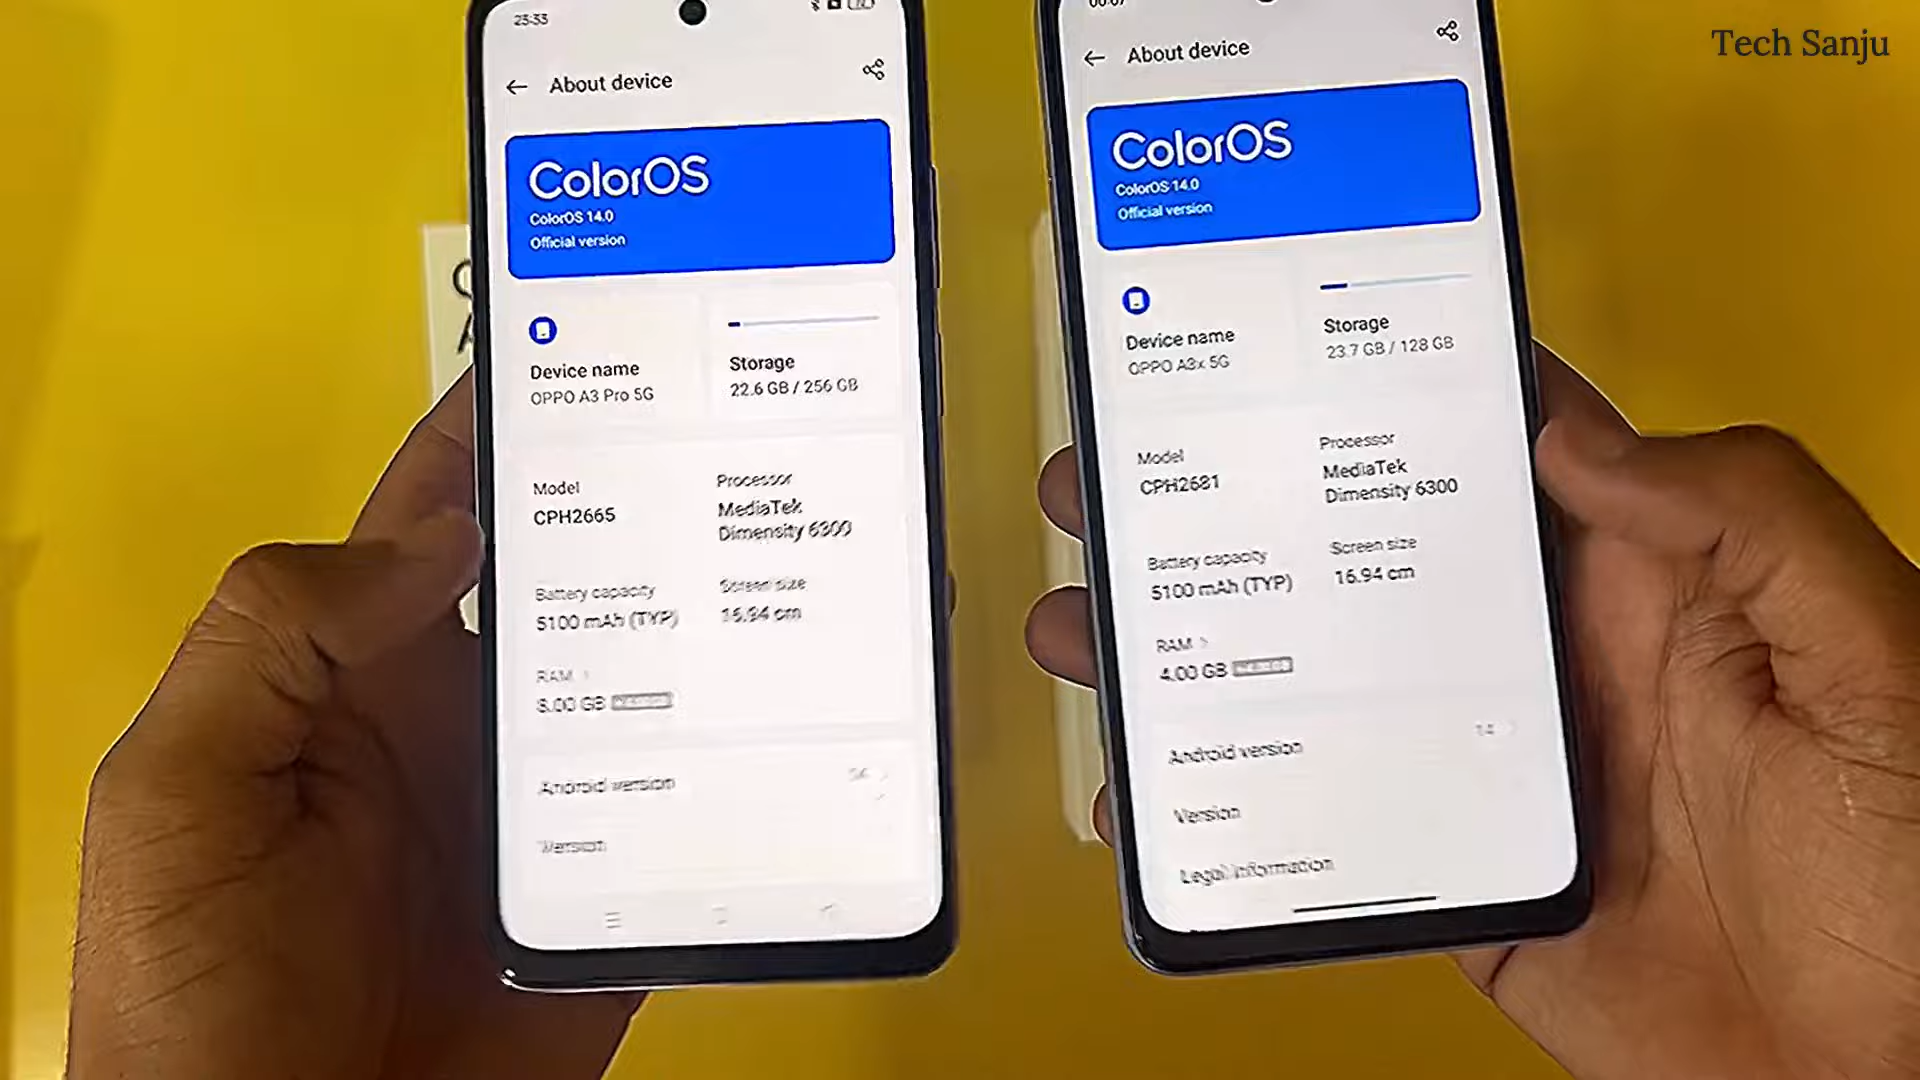 Tech Sanju
23:33
About device
ColorOS
ColorOS 14.0
Official version
Device name
OPPO A3 Pro 5G
Storage
22.6 GB / 256 GB
Model
CPH2665
Processor
MediaTek
Dimensity 6300
Battery capacity
5100 mAh (TYP)
Screen size
16.94 cm
RAM
8.00 GB
Android version
Version
About device
ColorOS
ColorOS 14.0
Official version
Device name
OPPO A3x 5G
Storage
23.7 GB / 128 GB
Model
CPH2681
Processor
MediaTek
Dimensity 6300
Battery capacity
5100 mAh (TYP)
Screen size
16.94 cm
RAM
4.00 GB
Android version
14
Version
Legal information